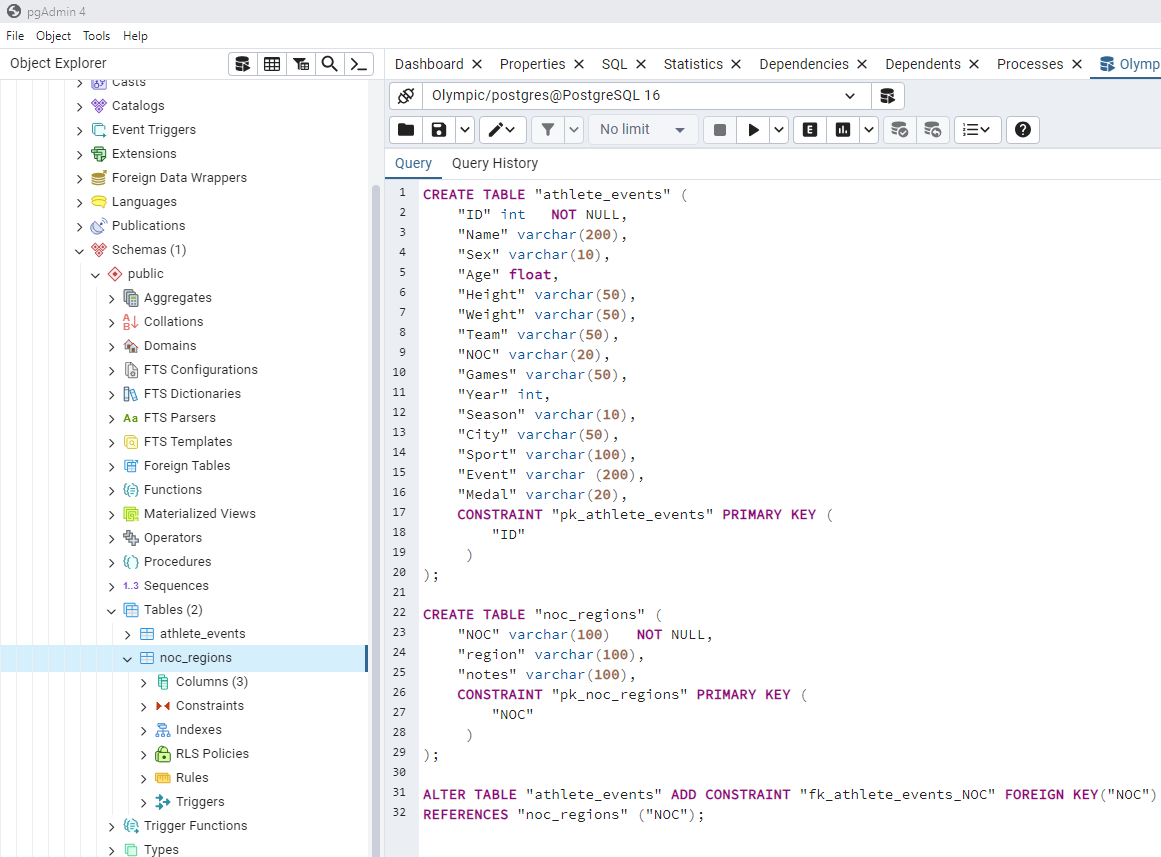 pgAdmin 4
File Object Tools Help
Object Explorer
Casts
Catalogs
Event Triggers
Extensions
Foreign Data Wrappers
Languages
Publications
Schemas (1)
public
Aggregates
Collations
Domains
FTS Configurations
FTS Dictionaries
Aa FTS Parsers
FTS Templates
Foreign Tables
Functions
Materialized Views
Operators
Procedures
1..3 Sequences
Tables (2)
athlete_events
noc_regions
Columns (3)
Constraints
Indexes
RLS Policies
Rules
Triggers
Trigger Functions
Types
Dashboard Properties SQL Statistics Dependencies Dependents Processes Olymp
Olympic/postgres@PostgreSQL 16
No limit E
Query Query History
1 CREATE TABLE "athlete_events" (
2 "ID" int NOT NULL,
3 "Name" varchar(200),
4 "Sex" varchar(10),
5 "Age" float,
6 "Height" varchar(50),
7 "Weight" varchar(50),
8 "Team" varchar(50),
9 "NOC" varchar(20),
10 "Games" varchar(50),
11 "Year" int,
12 "Season" varchar(10),
13 "City" varchar(50),
14 "Sport" varchar(100),
15 "Event" varchar (200),
16 "Medal" varchar(20),
17 CONSTRAINT "pk_athlete_events" PRIMARY KEY (
18 "ID"
19 )
20 );
21
22 CREATE TABLE "noc_regions" (
23 "NOC" varchar(100) NOT NULL,
24 "region" varchar(100),
25 "notes" varchar(100),
26 CONSTRAINT "pk_noc_regions" PRIMARY KEY (
27 "NOC"
28 )
29 );
30
31 ALTER TABLE "athlete_events" ADD CONSTRAINT "fk_athlete_events_NOC" FOREIGN KEY("NOC")
32 REFERENCES "noc_regions" ("NOC");